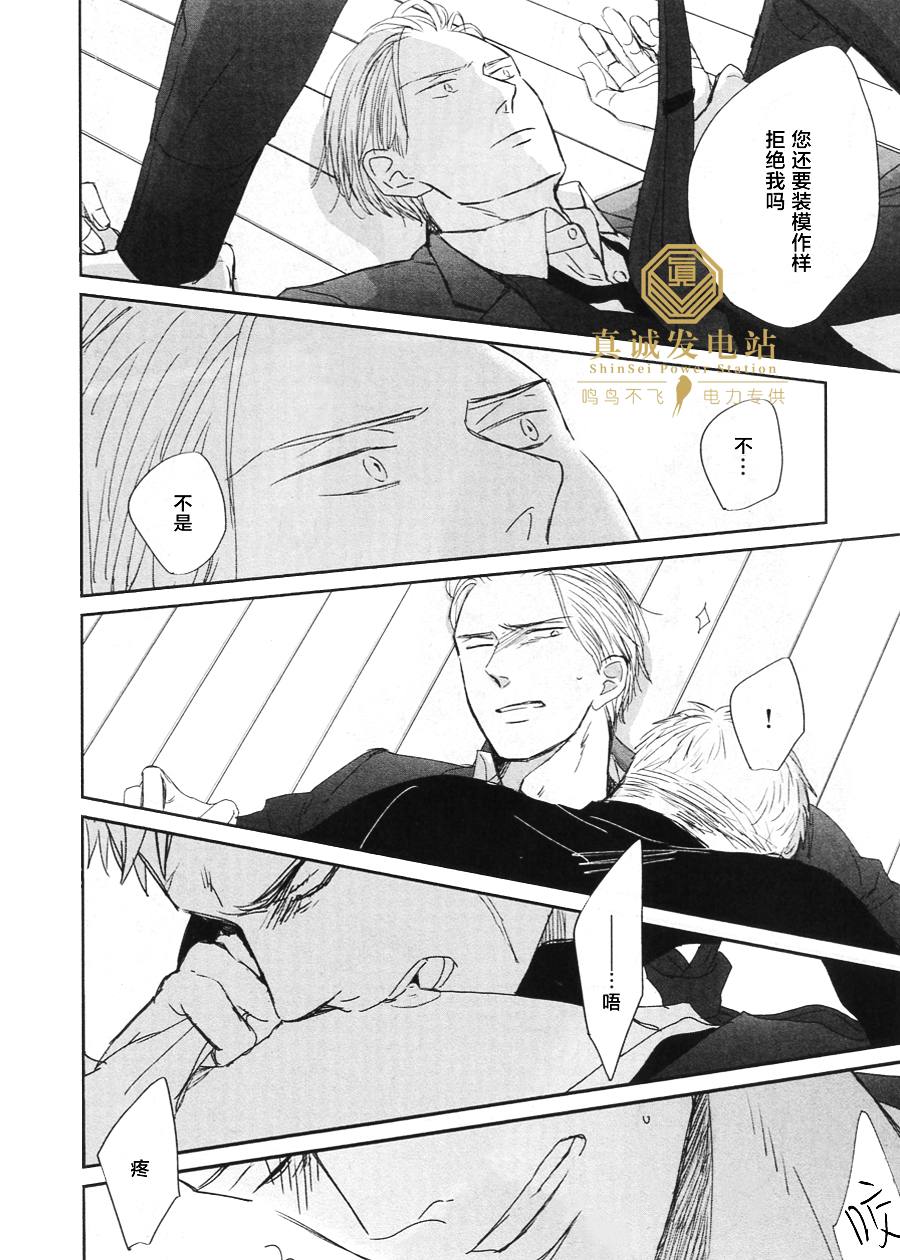 您还要装模作样
拒绝我吗
真诚发电站
ShinSei Power Station
鸣鸟不飞 电力专供
不…
不是
！
——…唔
疼
咬